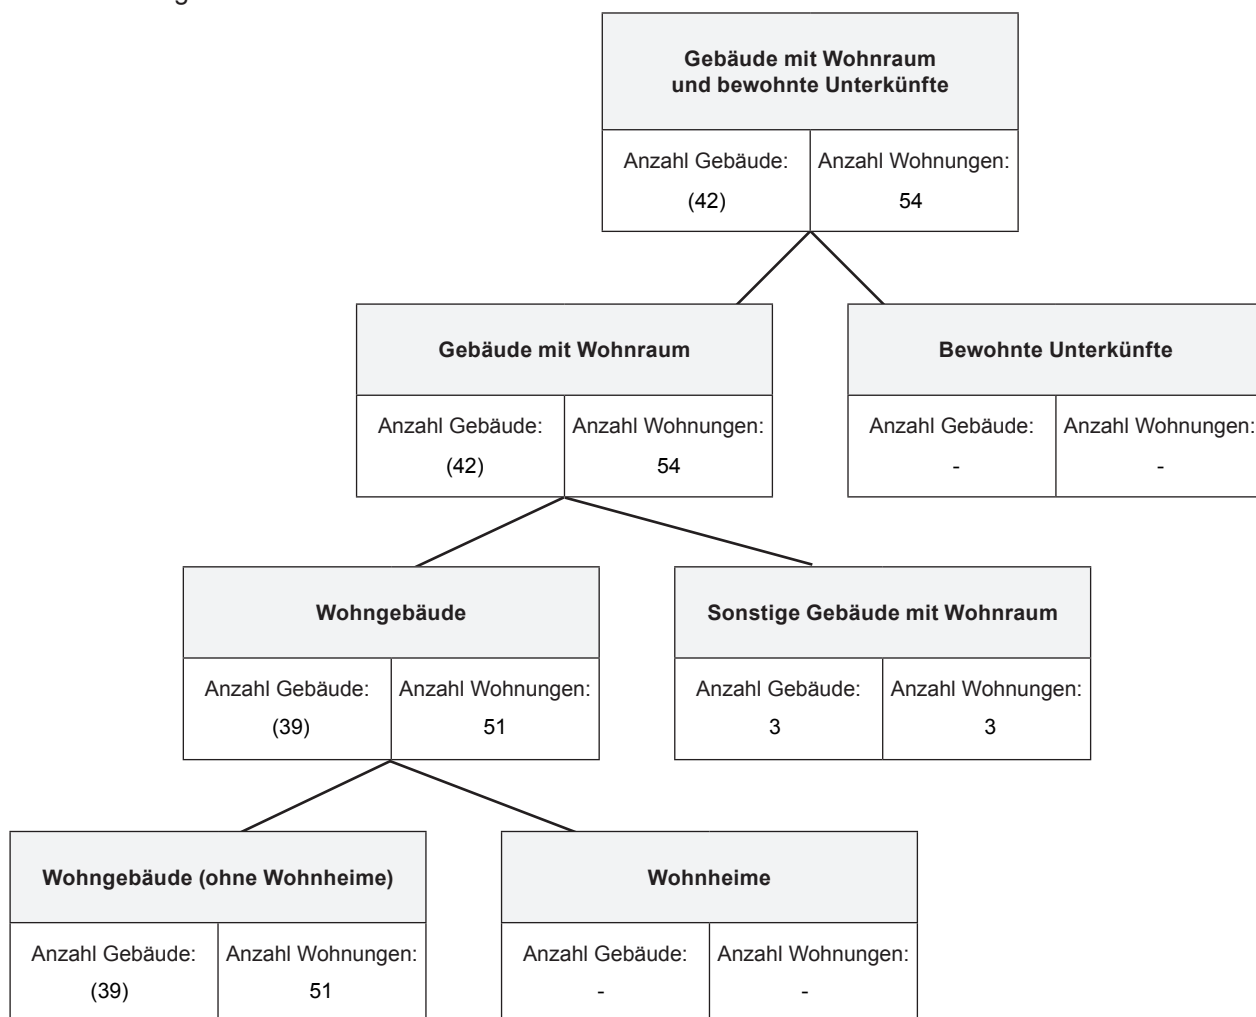 Gebäude mit Wohnraum
und bewohnte Unterkünfte
Anzahl Gebäude: Anzahl Wohnungen:
(42) 54
Gebäude mit Wohnraum
Bewohnte Unterkünfte
Anzahl Gebäude: Anzahl Wohnungen:
(42) 54
Anzahl Gebäude: Anzahl Wohnungen:
- -
Wohngebäude
Sonstige Gebäude mit Wohnraum
Anzahl Gebäude: Anzahl Wohnungen:
(39) 51
Anzahl Gebäude: Anzahl Wohnungen:
3 3
Wohngebäude (ohne Wohnheime)
Wohnheime
Anzahl Gebäude: Anzahl Wohnungen:
(39) 51
Anzahl Gebäude: Anzahl Wohnungen:
- -